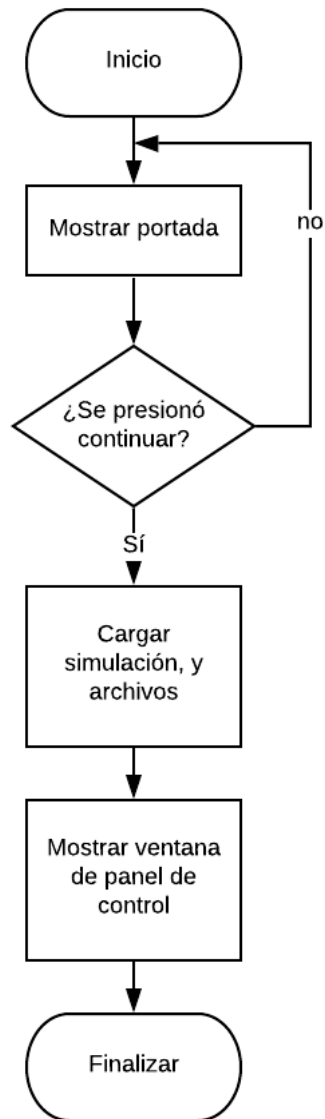 Inicio
Mostrar portada
no
¿Se presionó
continuar?
Sí
Cargar
simulación, y
archivos
Mostrar ventana
de panel de
control
Finalizar